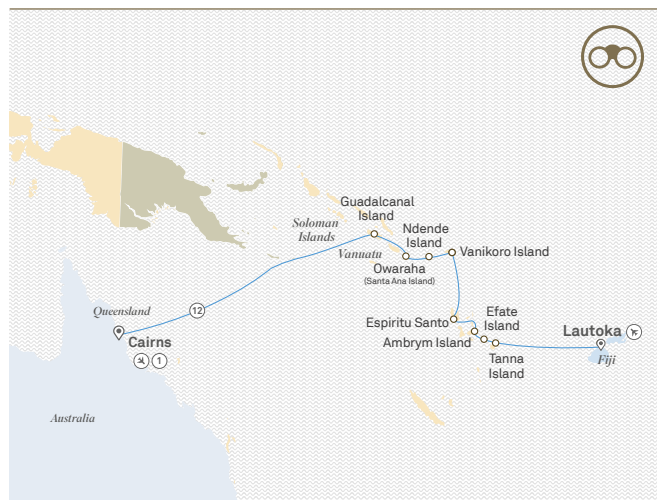 Guadalcanal
Island
Soloman
Islands
Ndende
Island
Vanuatu
Vanikoro Island
Owaraha
(Santa Ana Island)
Queensland
12
Cairns
1
Espiritu Santo
Efate
Island
Ambrym Island
Tanna
Island
Lautoka
Fiji
Australia